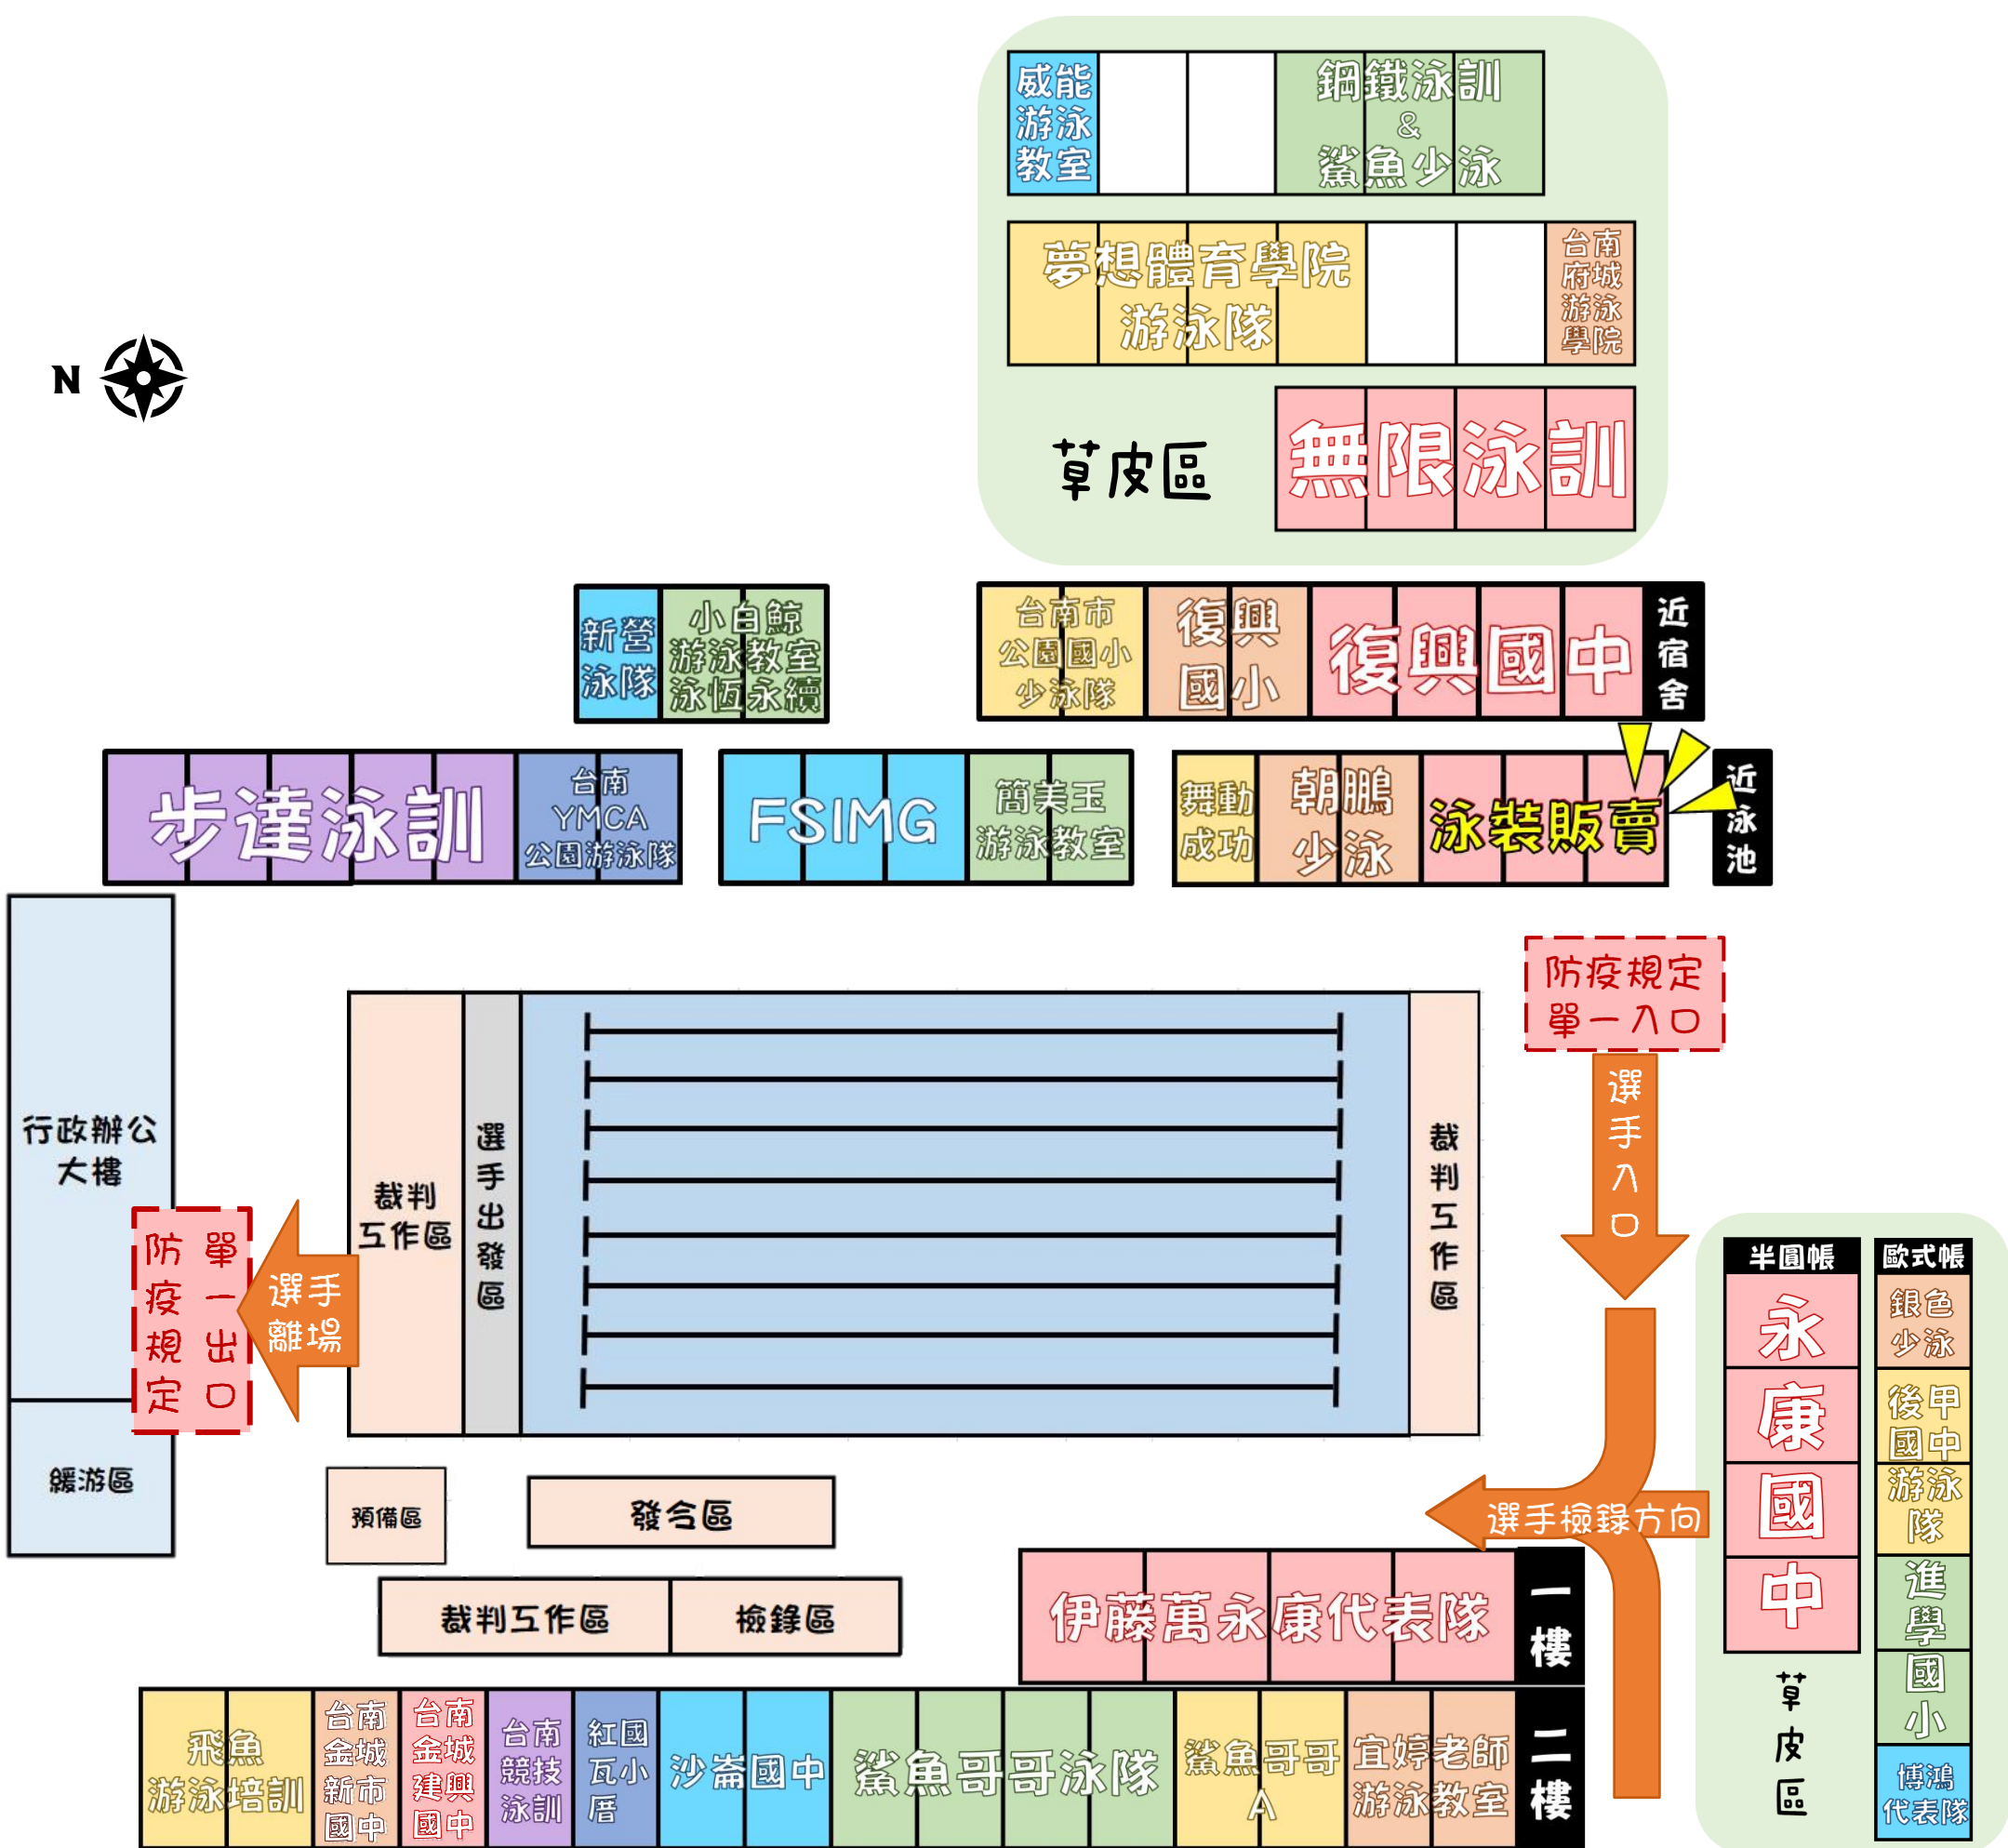 威能
游泳
教室
鋼鐵泳訓
&
鯊魚少泳
夢想體育學院
游泳隊
台南
府城
游泳
學院
草皮區
無限泳訓
N
新營
泳隊
小白鯨
游泳教室
泳恆永續
台南市
公園國小
少泳隊
復興
國小
復興國中
近宿舍
步達泳訓
台南
YMCA
公園游泳隊
FSIMG
簡美玉
游泳教室
舞動
成功
朝鵬
少泳
泳裝販賣
近泳池
行政辦公
大樓
緩游區
防疫規定
單一出口
選手
離場
裁判
工作區
選手出發區
裁判工作區
防疫規定
單一入口
選手入口
選手檢錄方向
預備區
發令區
裁判工作區
檢錄區
伊藤萬永康代表隊
一樓
飛魚
游泳培訓
台南
金城
新市
國中
台南
金城
建興
國中
台南
競技
泳訓
紅國
瓦小
厝
沙崙國中
鯊魚哥哥泳隊
鯊魚哥哥
A
宜婷老師
游泳教室
二樓
半圓帳
永康國中
草皮區
歐式帳
銀色
少泳
後甲
國中
游泳
隊
進學
國小
博鴻
代表隊